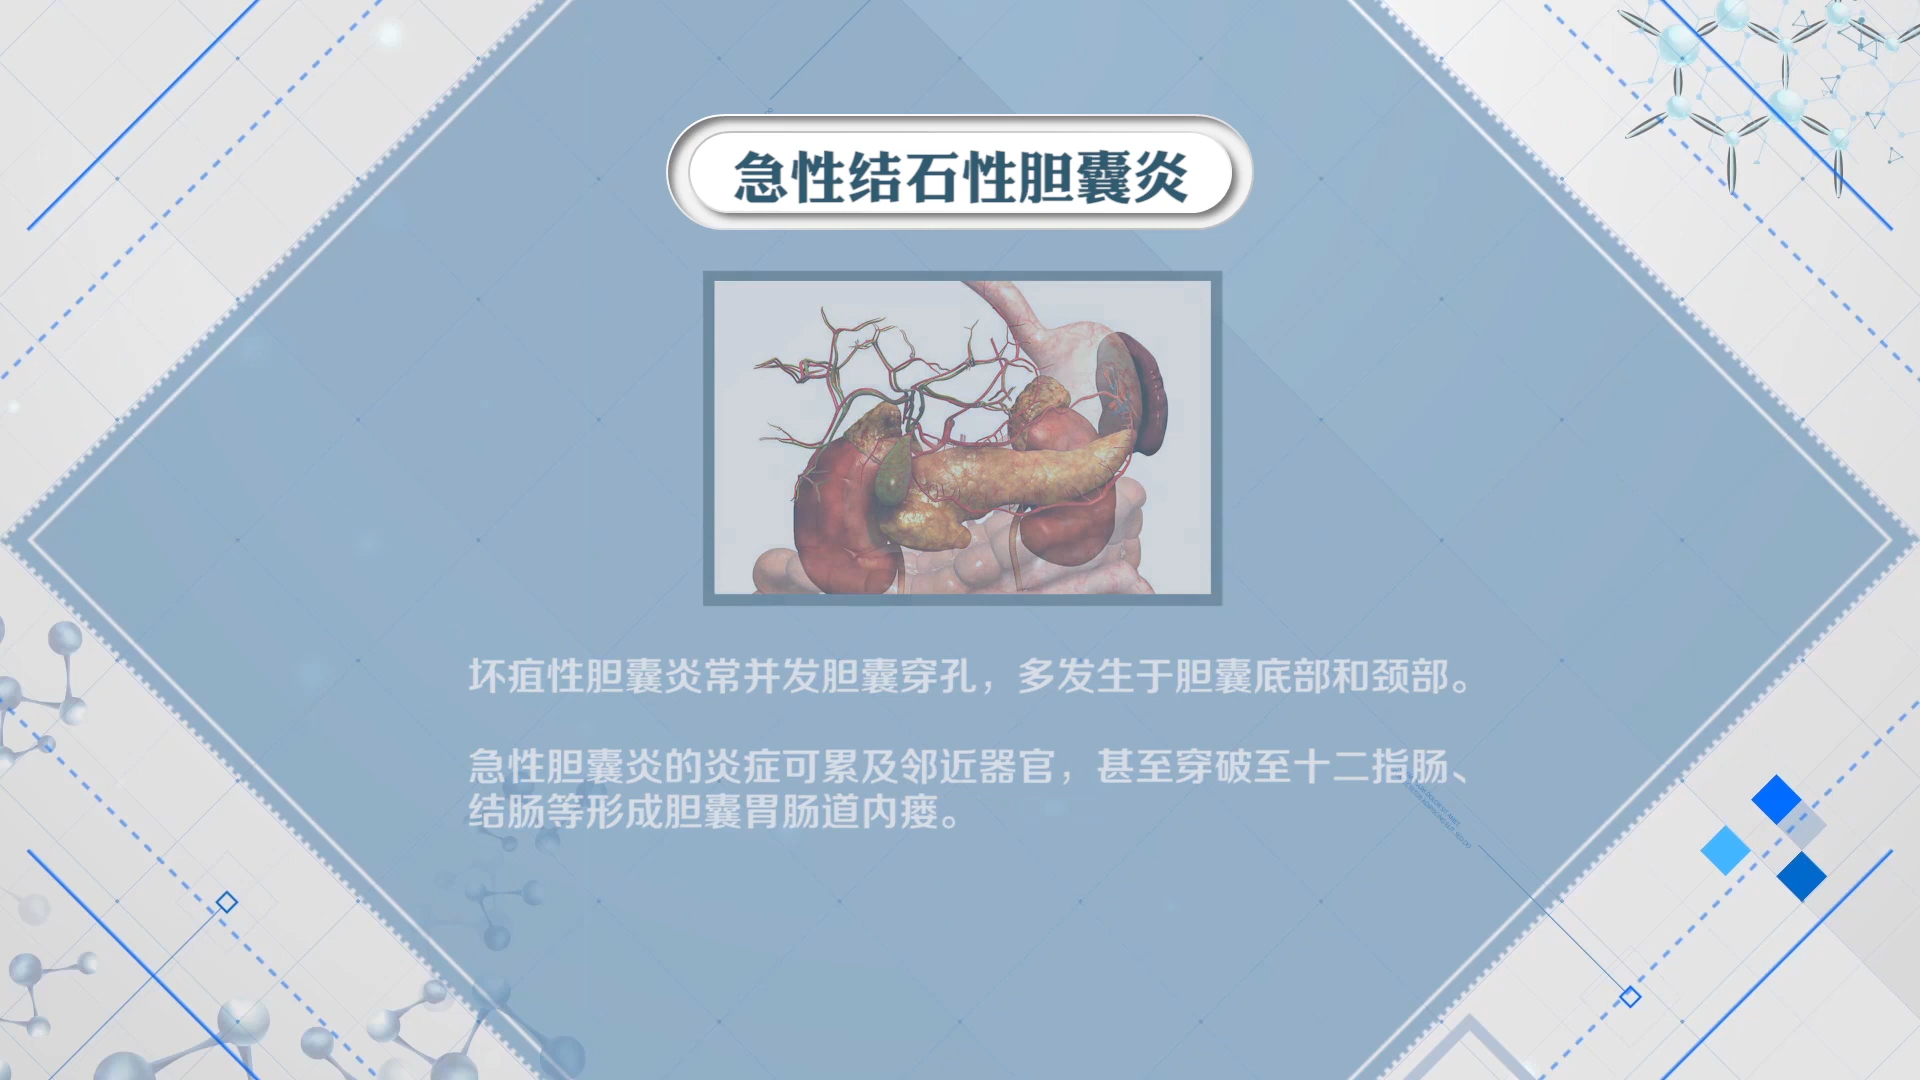 急性结石性胆囊炎
坏疽性胆囊炎常并发胆囊穿孔，多发生于胆囊底部和颈部。
急性胆囊炎的炎症可累及邻近器官，甚至穿破至十二指肠、
结肠等形成胆囊胃肠道内瘘。